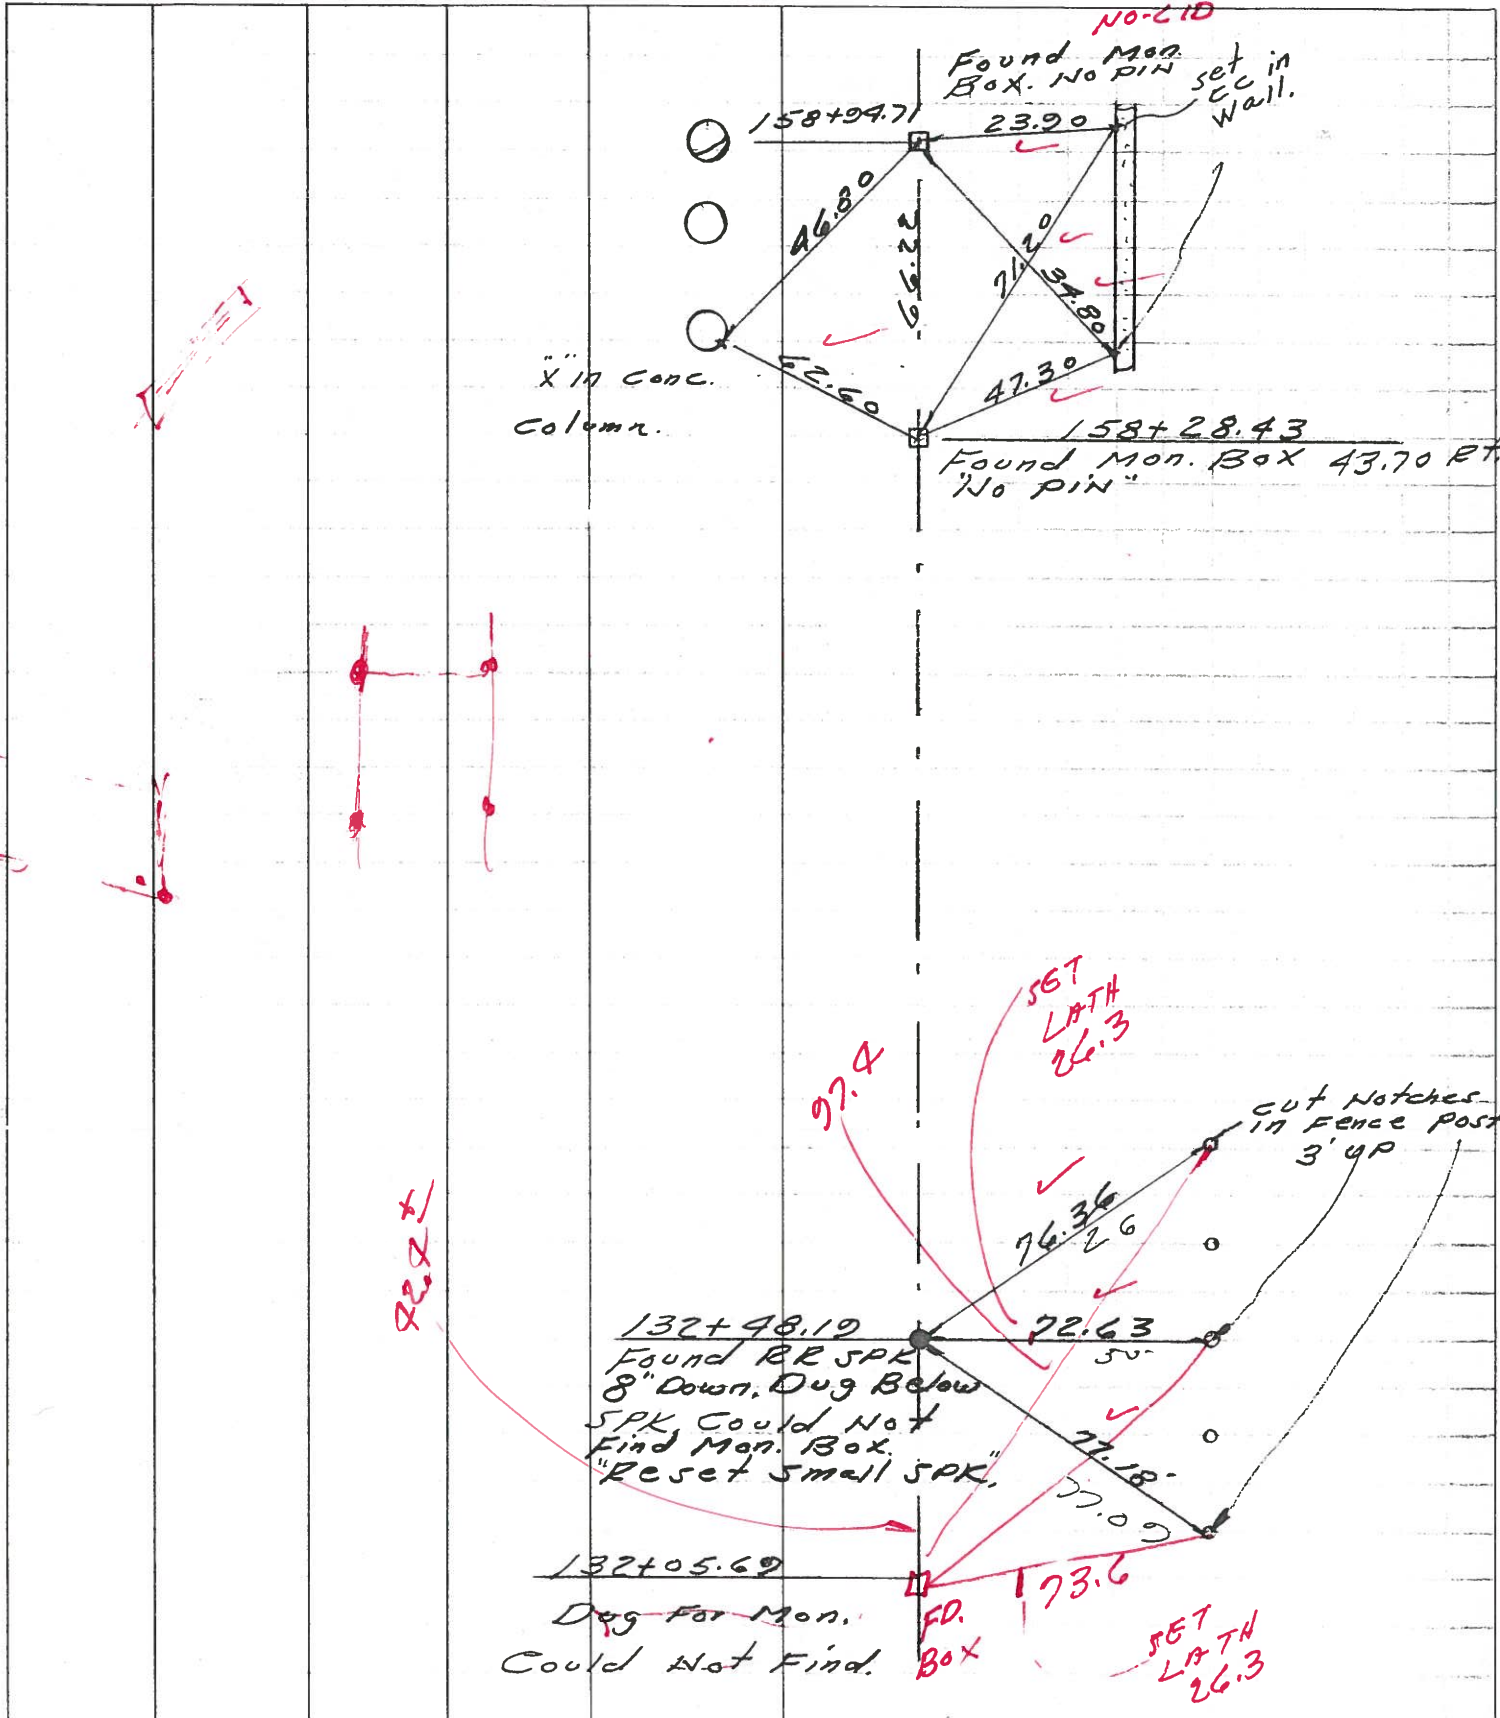 NO-LID
Found Mon.
Box. No PIN
set in
CC
Wall.
158+94.71
23.90
46.80
66.22
71.20
34.80
62.60
47.30
"X" in Conc.
Column.
158+28.43
Found Mon. Box 43.70 Rt.
"No PIN"
SET
LATH
26.3
97.4
Cut Notches
in Fence Post
3' UP
76.36
26
42.4±
132+48.19
72.63
50
Found RR SPK
8" Down, Dug Below
SPK, Could Not
Find Mon. Box.
"Reset Small SPK."
77.18
77.09
132+05.69
73.6
Dug For Mon.
Could Not Find.
FD.
BOX
SET
LATH
26.3